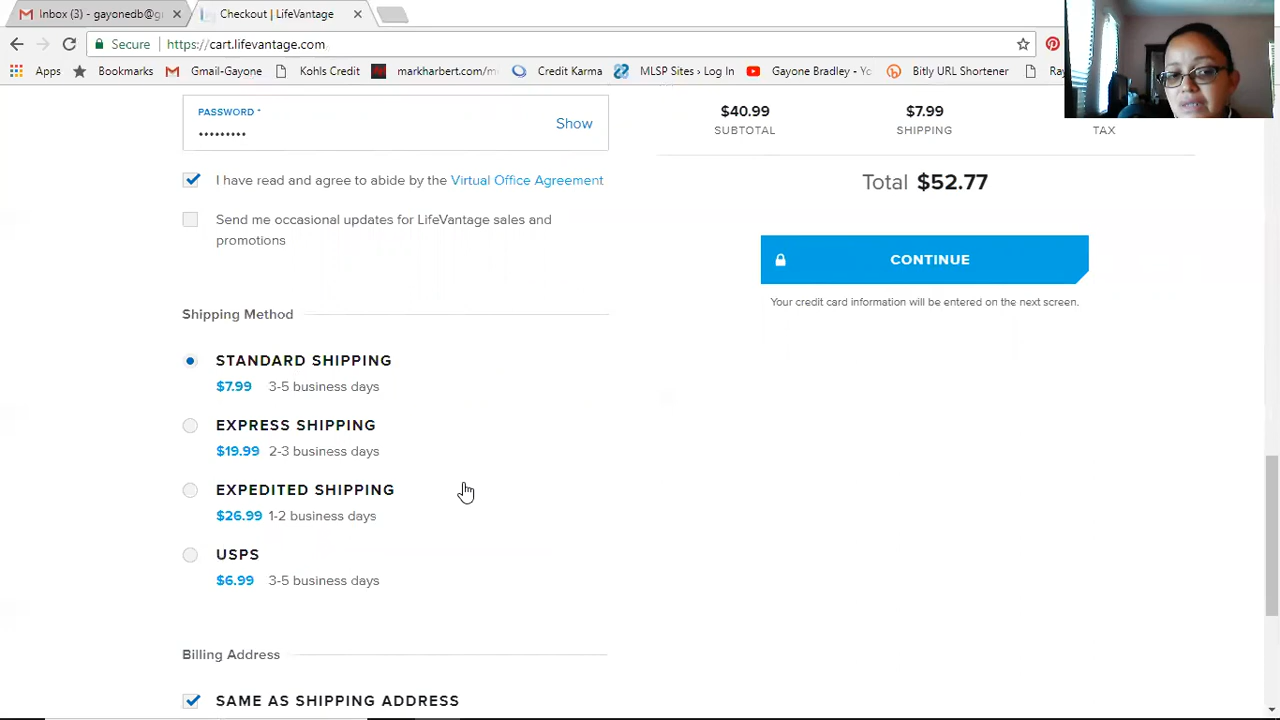 Inbox (3) - gayonedb@g
Checkout | LifeVantage
Secure https://cart.lifevantage.com
Apps Bookmarks Gmail-Gayone Kohls Credit markharbert.com/m Credit Karma MLSP Sites › Log In Gayone Bradley - Yo Bitly URL Shortener Ray
PASSWORD *
••••••••• Show
I have read and agree to abide by the Virtual Office Agreement
Send me occasional updates for LifeVantage sales and
promotions
Shipping Method
STANDARD SHIPPING
$7.99 3-5 business days
EXPRESS SHIPPING
$19.99 2-3 business days
EXPEDITED SHIPPING
$26.99 1-2 business days
USPS
$6.99 3-5 business days
Billing Address
SAME AS SHIPPING ADDRESS
$40.99 $7.99
SUBTOTAL SHIPPING TAX
Total $52.77
CONTINUE
Your credit card information will be entered on the next screen.